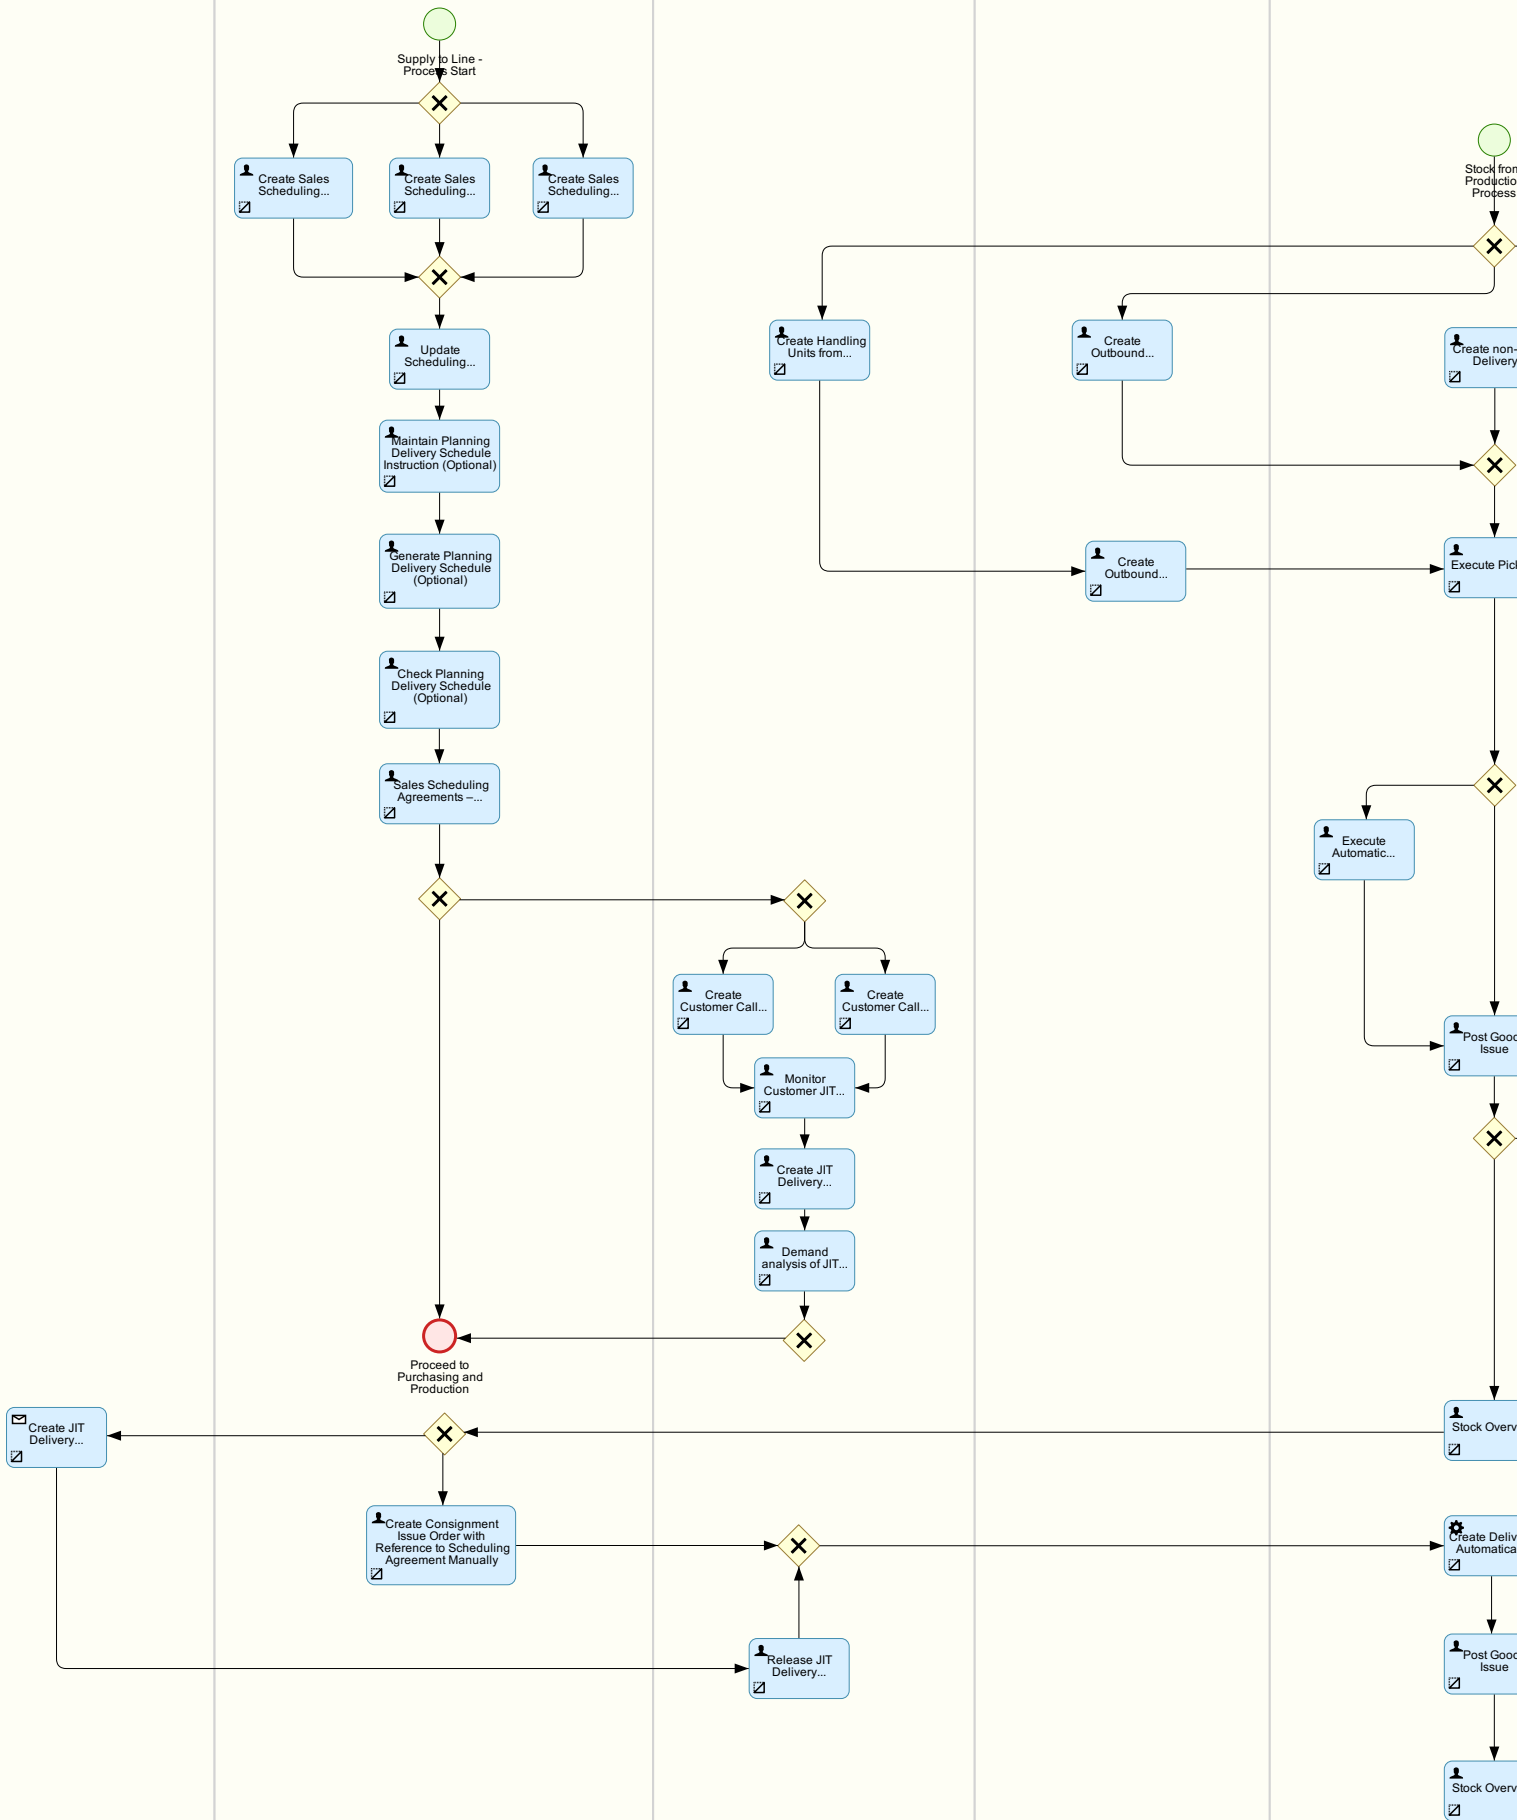 Supply to Line -
Process Start
Create Sales
Scheduling...
Create Sales
Scheduling...
Create Sales
Scheduling...
Update
Scheduling...
Maintain Planning
Delivery Schedule
Instruction (Optional)
Generate Planning
Delivery Schedule
(Optional)
Check Planning
Delivery Schedule
(Optional)
Sales Scheduling
Agreements –...
Create
Customer Call...
Create
Customer Call...
Monitor
Customer JIT...
Create JIT
Delivery...
Demand
analysis of JIT...
Proceed to
Purchasing and
Production
Create JIT
Delivery...
Create Consignment
Issue Order with
Reference to Scheduling
Agreement Manually
Release JIT
Delivery...
Create Handling
Units from...
Create
Outbound...
Create
Outbound...
Stock from
Productio
Process
Create non-
Delivery
Execute Pick
Execute
Automatic...
Post Good
Issue
Stock Overv
Create Deliv
Automatica
Post Good
Issue
Stock Overv